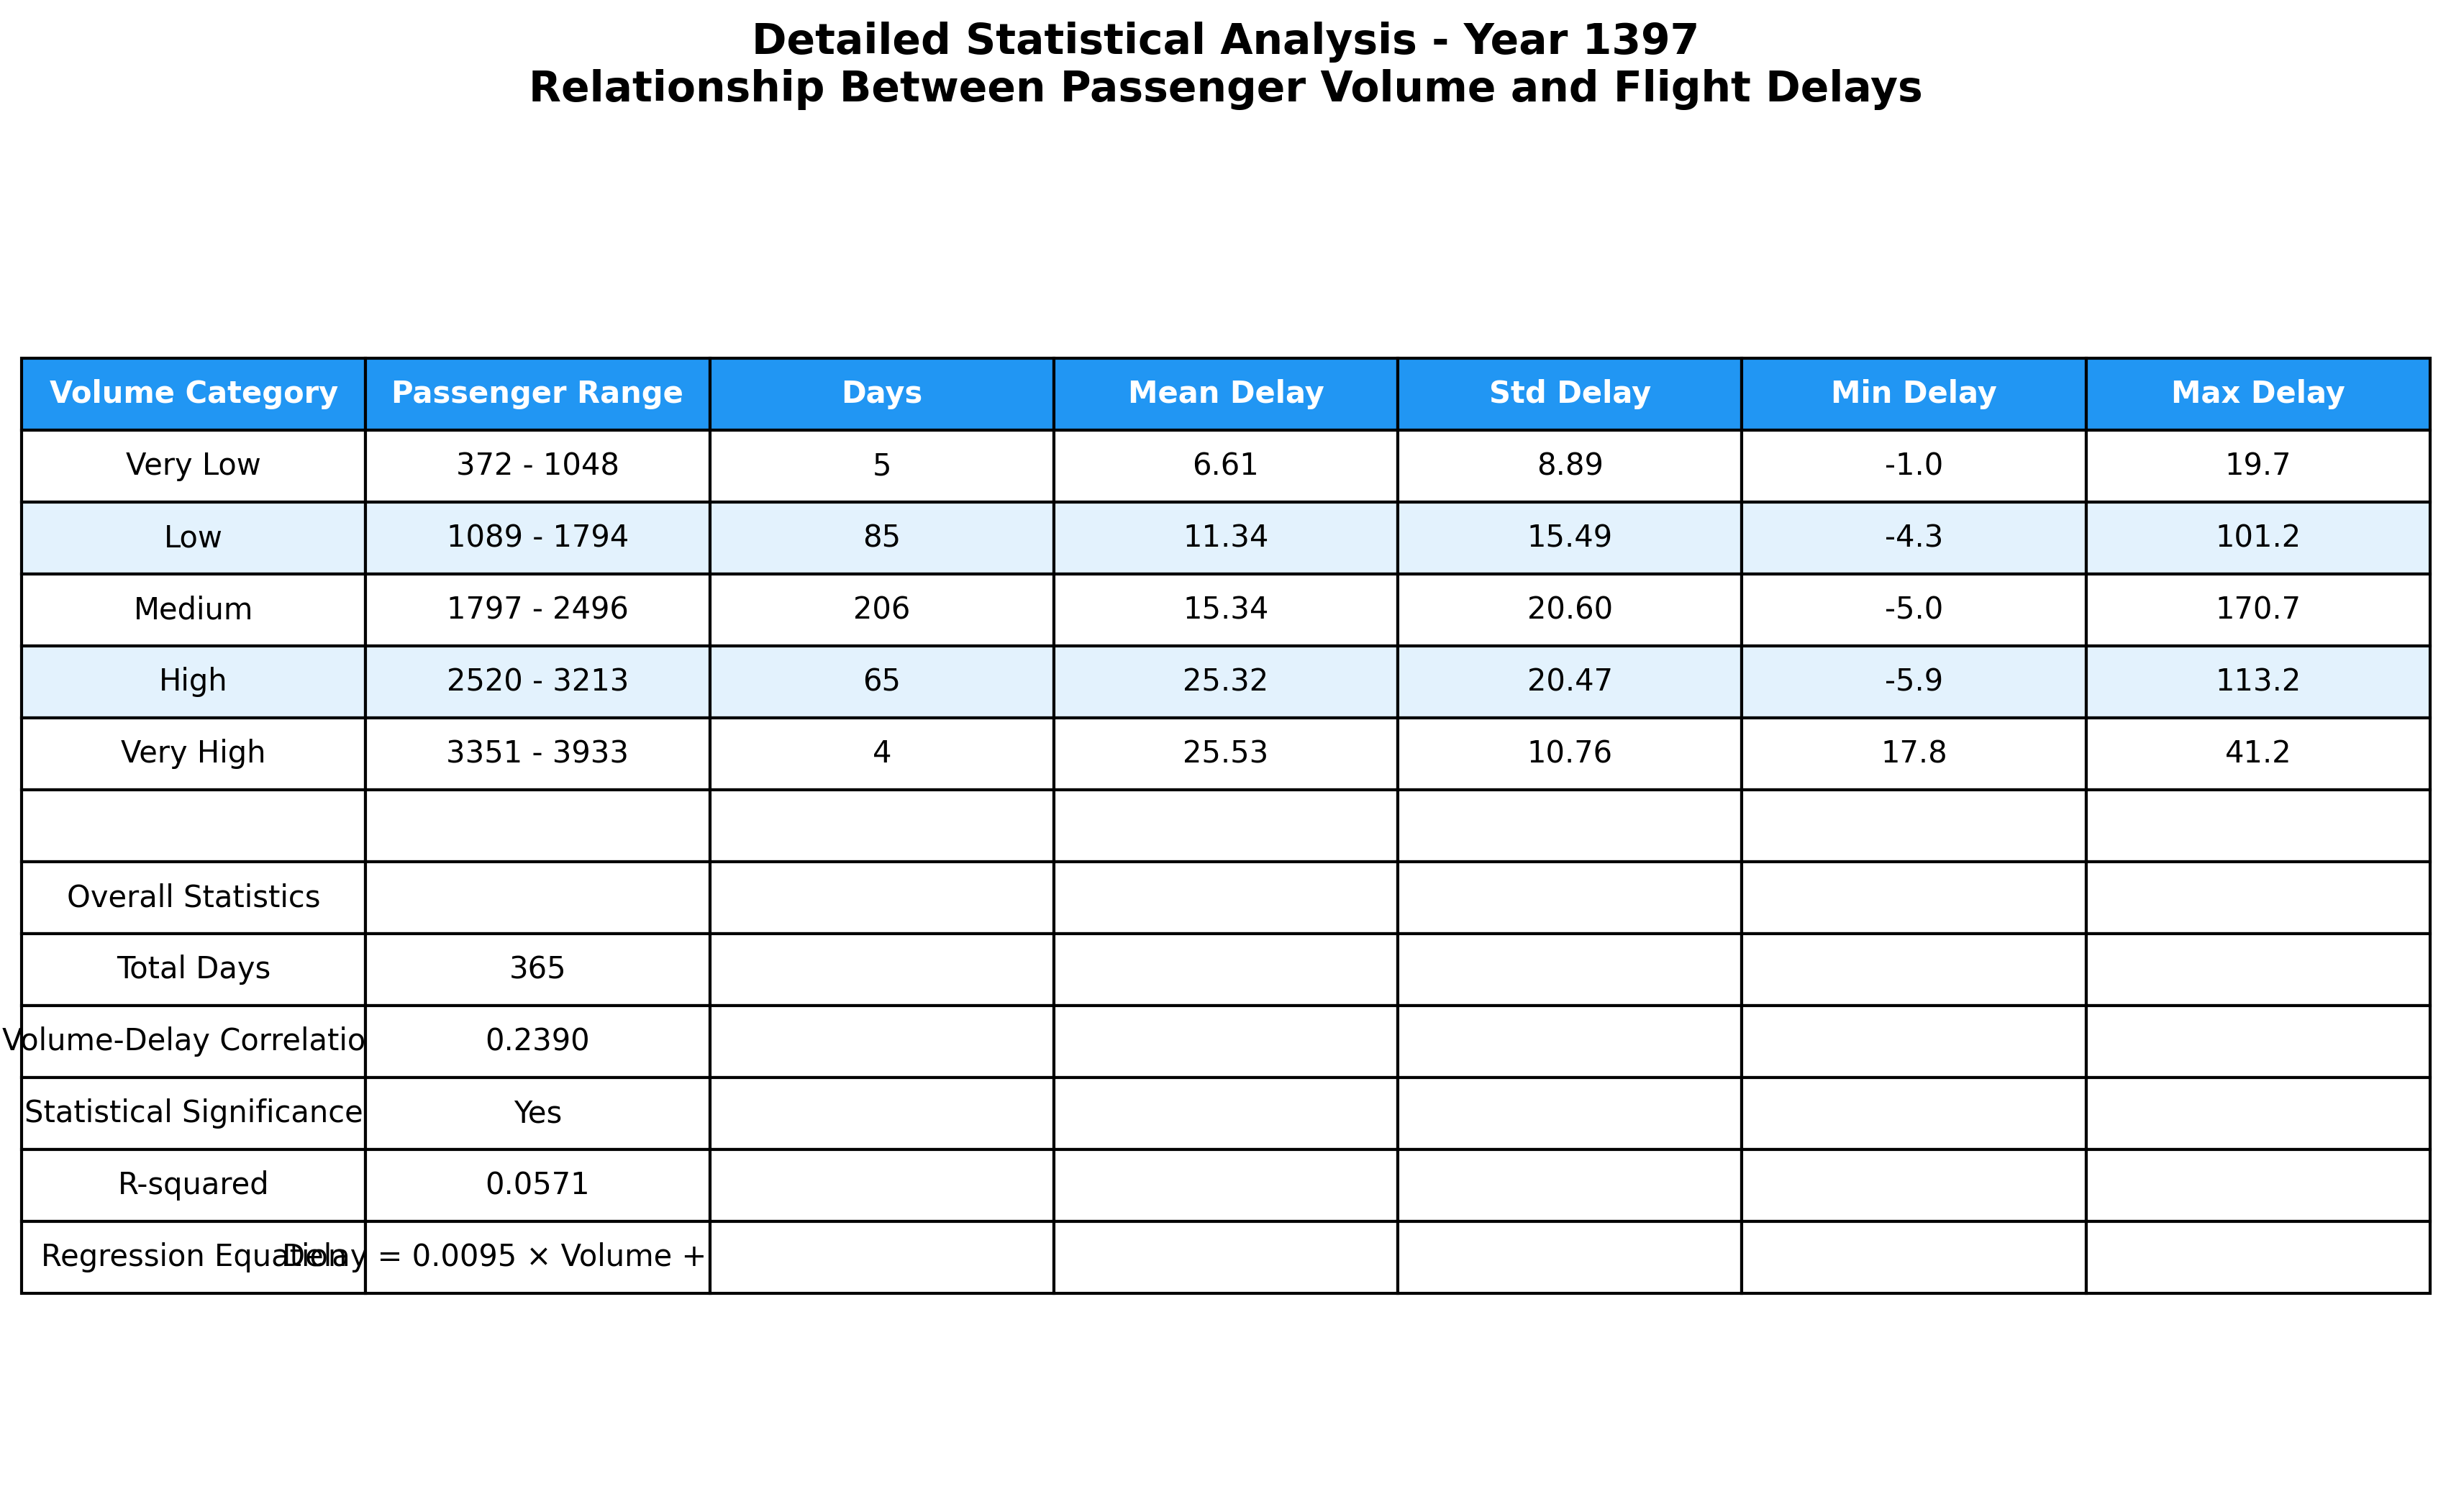 Detailed Statistical Analysis - Year 1397
Relationship Between Passenger Volume and Flight Delays
Volume Category Passenger Range Days Mean Delay Std Delay Min Delay Max Delay
Very Low 372 - 1048 5 6.61 8.89 -1.0 19.7
Low 1089 - 1794 85 11.34 15.49 -4.3 101.2
Medium 1797 - 2496 206 15.34 20.60 -5.0 170.7
High 2520 - 3213 65 25.32 20.47 -5.9 113.2
Very High 3351 - 3933 4 25.53 10.76 17.8 41.2
Overall Statistics
Total Days 365
Volume-Delay Correlatio 0.2390
Statistical Significance Yes
R-squared 0.0571
Regression Equation Delay = 0.0095 × Volume +